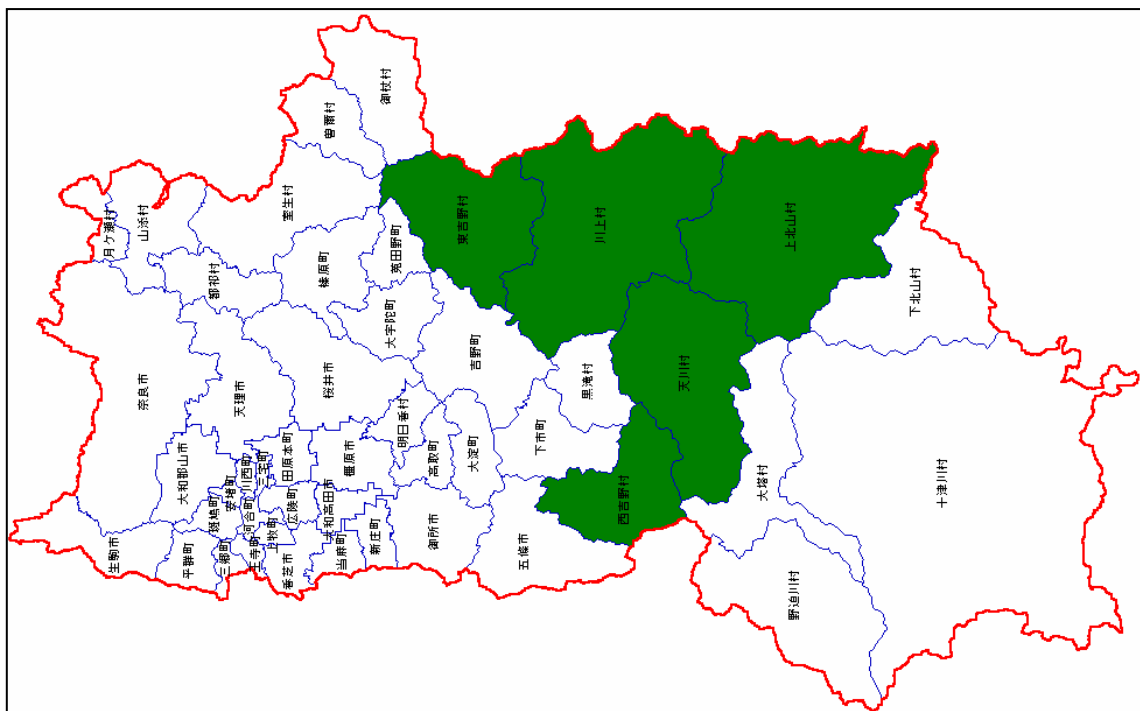 御杖村
曽爾村
山添村
月ケ瀬村
室生村
東吉野村
川上村
上北山村
都祁村
榛原町
菟田野町
下北山村
大宇陀町
奈良市
天理市
桜井市
吉野町
黒滝村
天川村
明日香村
大和郡山市
川西町
三宅町
田原本町
橿原市
高取町
大淀町
下市町
大塔村
十津川村
安堵町
斑鳩町
河合町
広陵町
大和高田市
西吉野村
上牧町
新庄町
御所市
五條市
生駒市
平群町
三郷町
王寺町
香芝市
当麻町
野迫川村